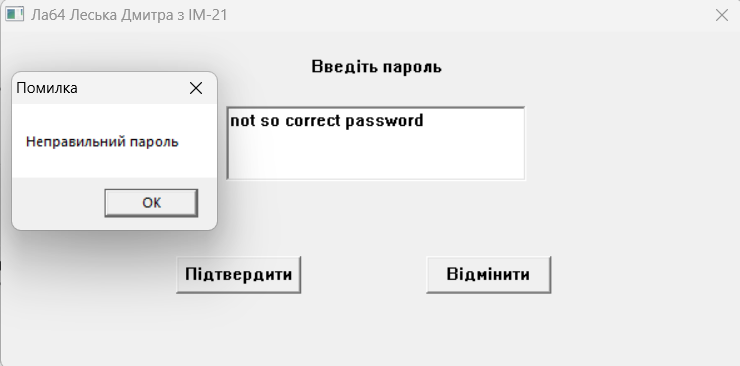 Лаб4 Леська Дмитра з ІМ-21
Введіть пароль
Помилка
Неправильний пароль
OK
not so correct password
Підтвердити
Відмінити